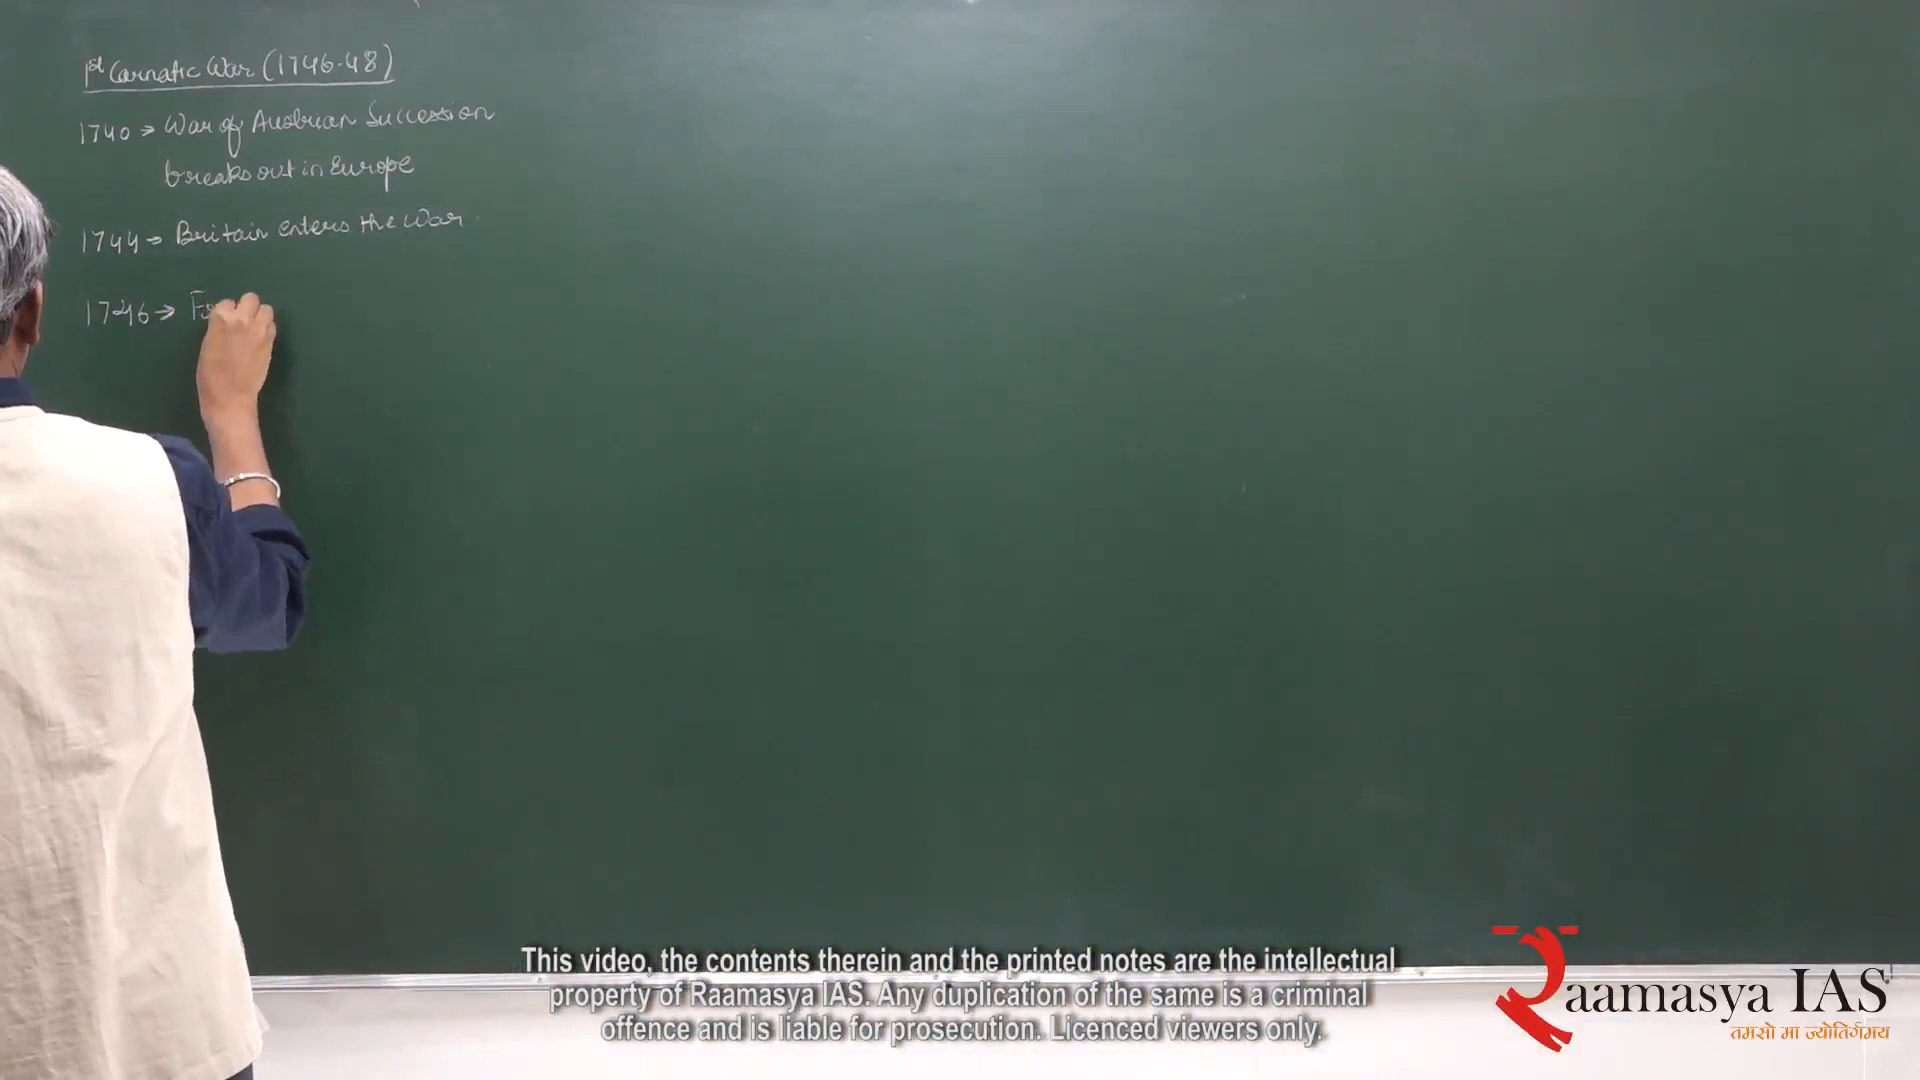 1st Carnatic War (1746-48)
1740 → War of Austrian Succession
breaks out in Europe
1744 → Britain enters the War.
1746 →
This video, the contents therein and the printed notes are the intellectual
property of Raamasya IAS. Any duplication of the same is a criminal
offence and is liable for prosecution. Licenced viewers only.
Raamasya IAS
तमसो मा ज्योतिर्गमय